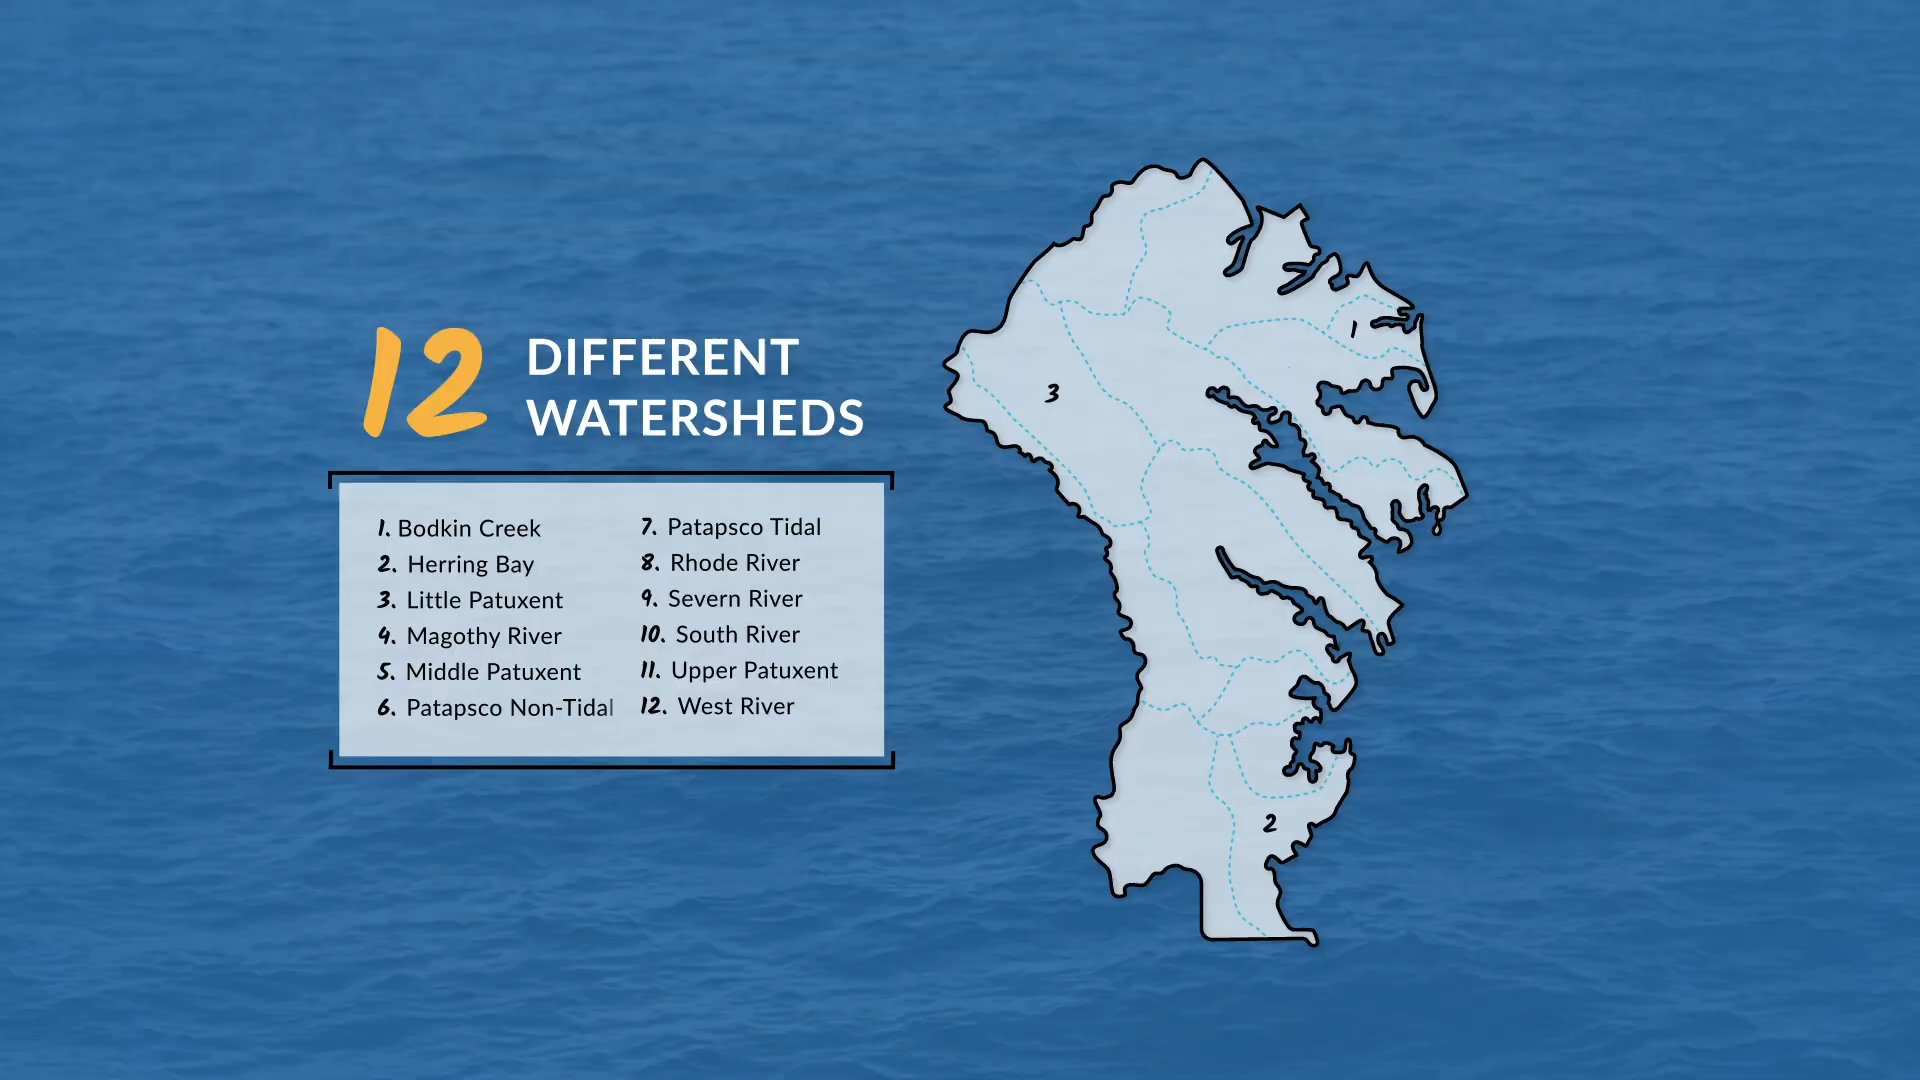 12 DIFFERENT
WATERSHEDS
1. Bodkin Creek
2. Herring Bay
3. Little Patuxent
4. Magothy River
5. Middle Patuxent
6. Patapsco Non-Tidal
7. Patapsco Tidal
8. Rhode River
9. Severn River
10. South River
11. Upper Patuxent
12. West River
1
3
2